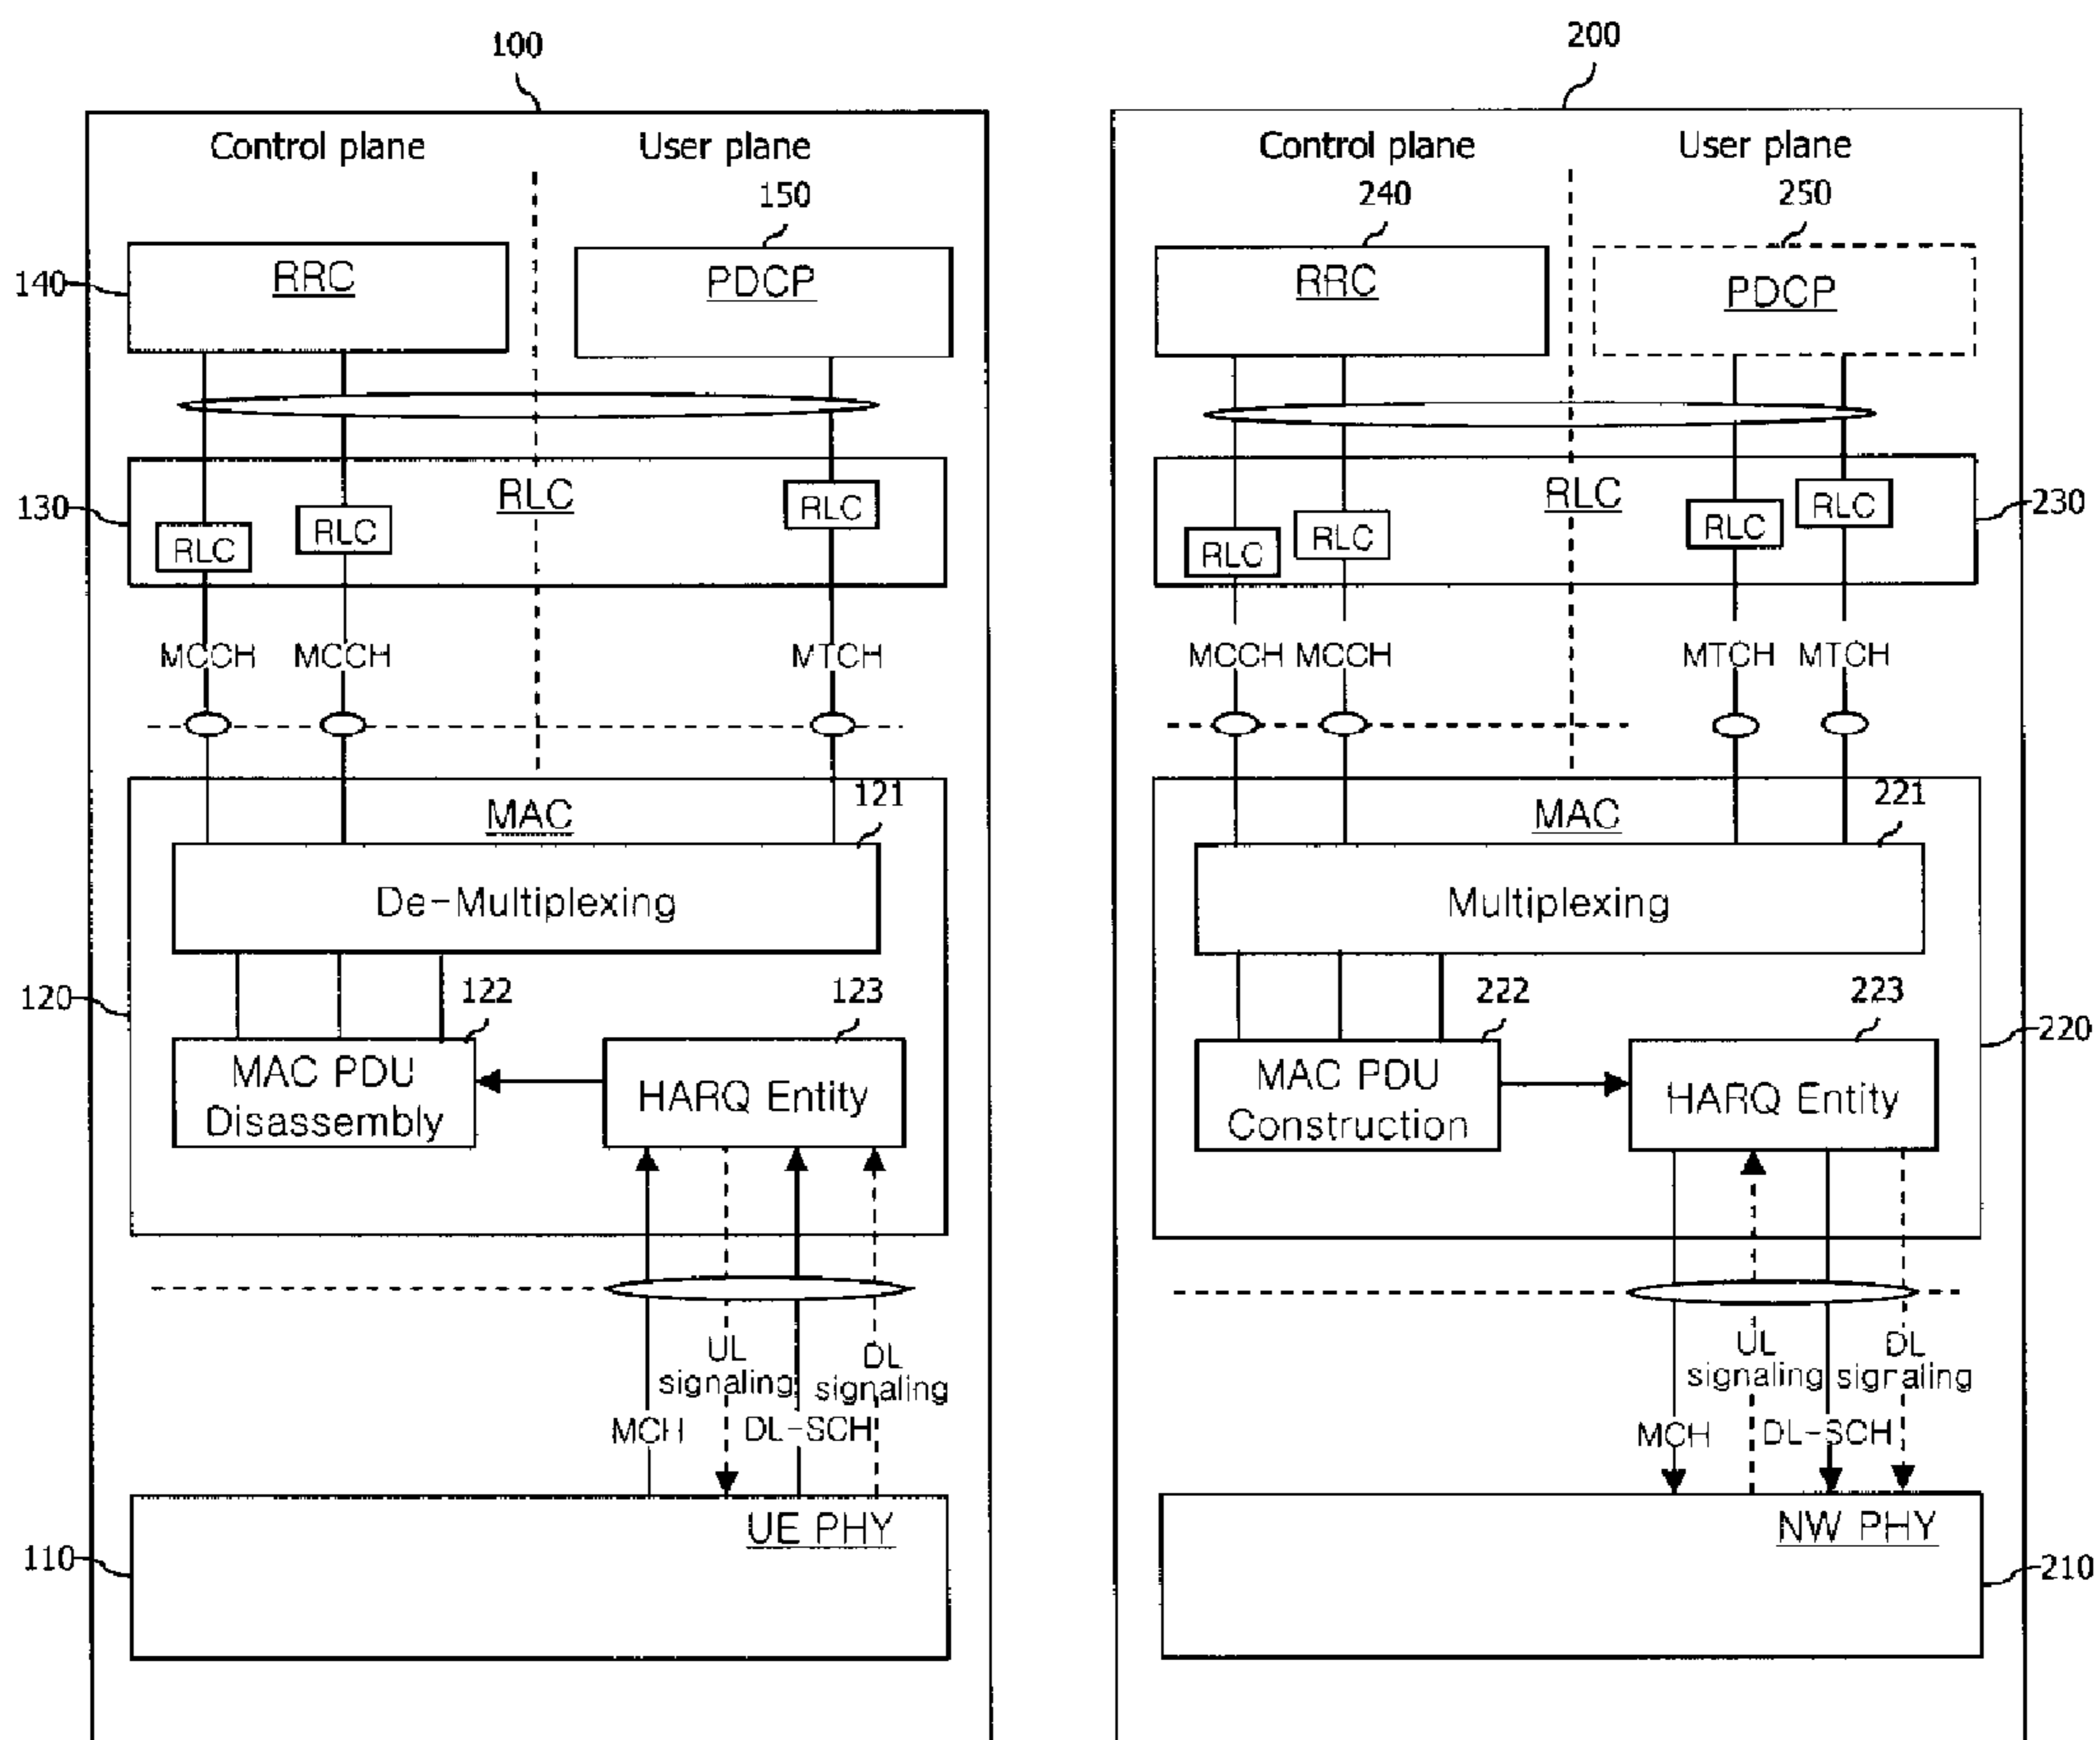 100
Control plane
User plane
150
140
RRC
PDCP
130
RLC
RLC
RLC
RLC
MCCH
MCCH
MTCH
121
MAC
De-Multiplexing
120
122
123
MAC PDU
Disassembly
HARQ Entity
UL
signaling
DL
signaling
MCH
DL-SCH
UE PHY
110
200
Control plane
User plane
240
250
RRC
PDCP
RLC
RLC
RLC
RLC
RLC
230
MCCH
MCCH
MTCH
MTCH
221
MAC
Multiplexing
222
223
220
MAC PDU
Construction
HARQ Entity
UL
signaling
DL
signaling
MCH
DL-SCH
NW PHY
210